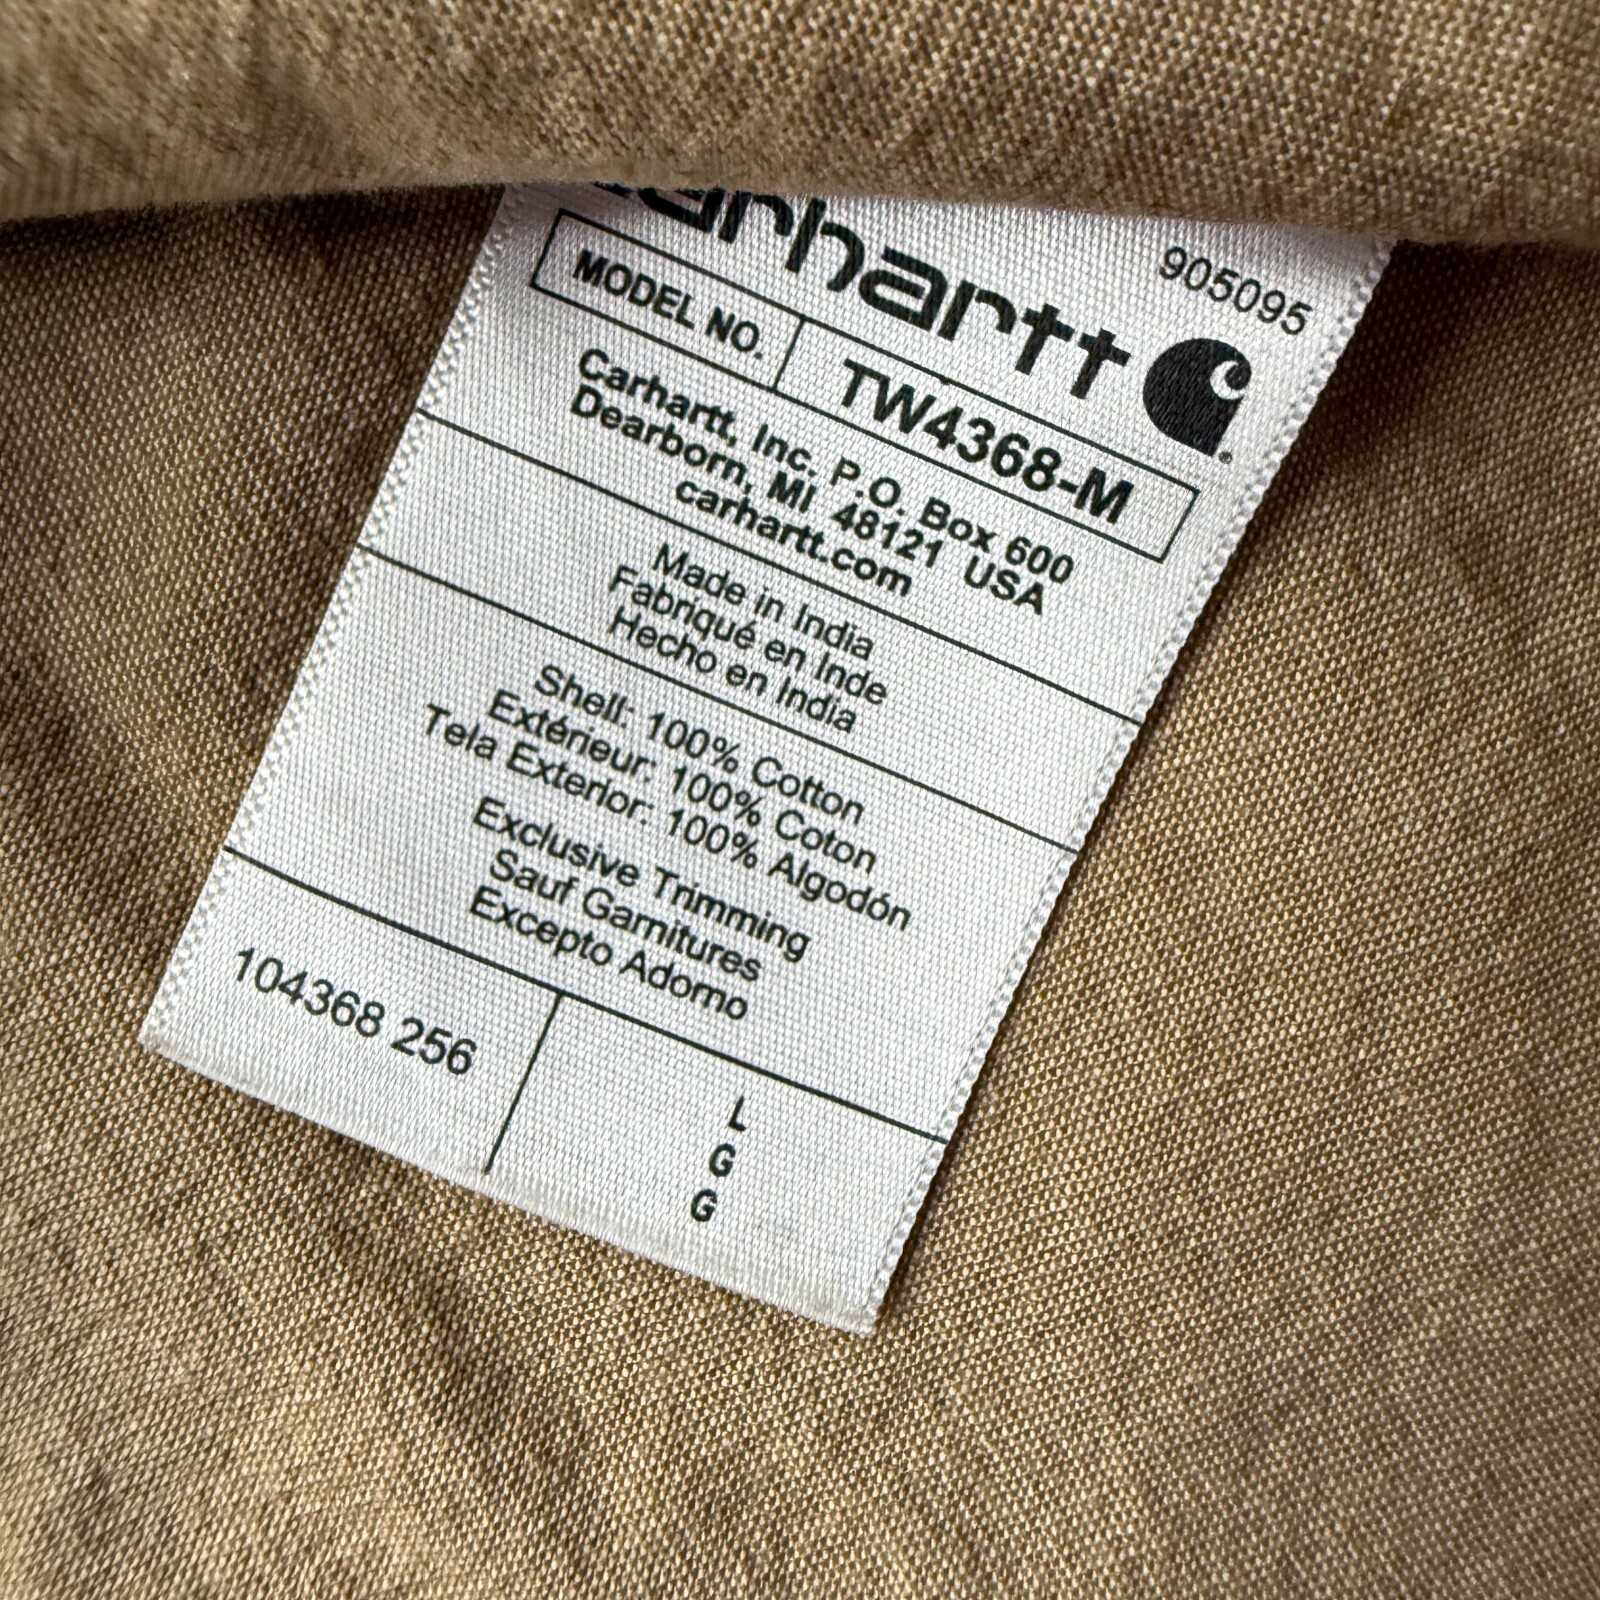 carhartt
905095
MODEL NO. TW4368-M
Carhartt, Inc. P.O. Box 600
Dearborn, MI 48121 USA
carhartt.com
Made in India
Fabriqué en Inde
Hecho en India
Shell: 100% Cotton
Extérieur: 100% Coton
Tela Exterior: 100% Algodón
Exclusive Trimming
Sauf Garnitures
Excepto Adorno
104368 256
L
G
G